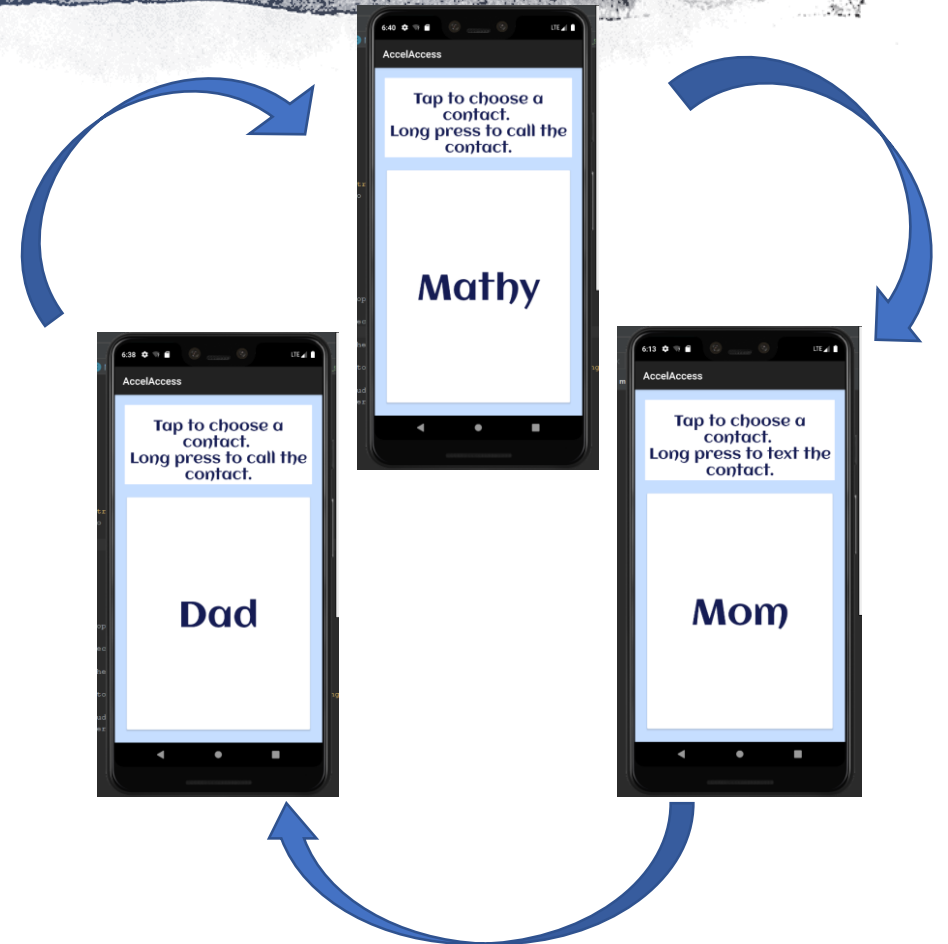 6:40
LTE
AccelAccess
Tap to choose a
contact.
Long press to call the
contact.
Mathy
6:38
LTE
AccelAccess
Tap to choose a
contact.
Long press to call the
contact.
Dad
6:13
LTE
AccelAccess
Tap to choose a
contact.
Long press to text the
contact.
Mom